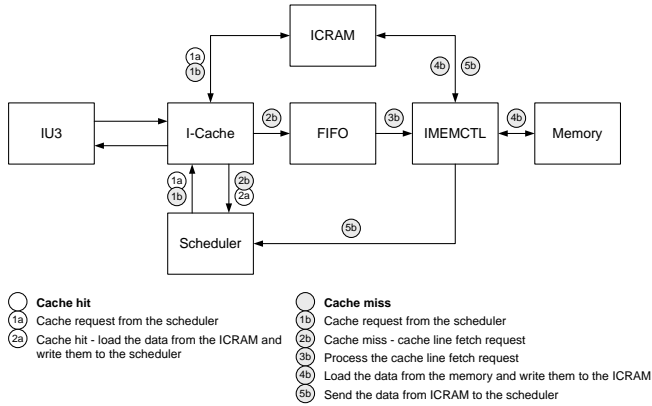 ICRAM
1a
1b
4b
5b
IU3
I-Cache
2b
FIFO
3b
IMEMCTL
4b
Memory
1a
1b
2b
2a
Scheduler
5b
Cache hit
1a Cache request from the scheduler
2a Cache hit - load the data from the ICRAM and
write them to the scheduler
Cache miss
1b Cache request from the scheduler
2b Cache miss - cache line fetch request
3b Process the cache line fetch request
4b Load the data from the memory and write them to the ICRAM
5b Send the data from ICRAM to the scheduler